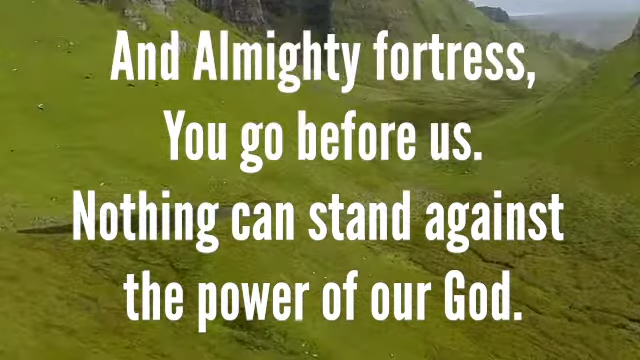 And Almighty fortress,
You go before us.
Nothing can stand against
the power of our God.